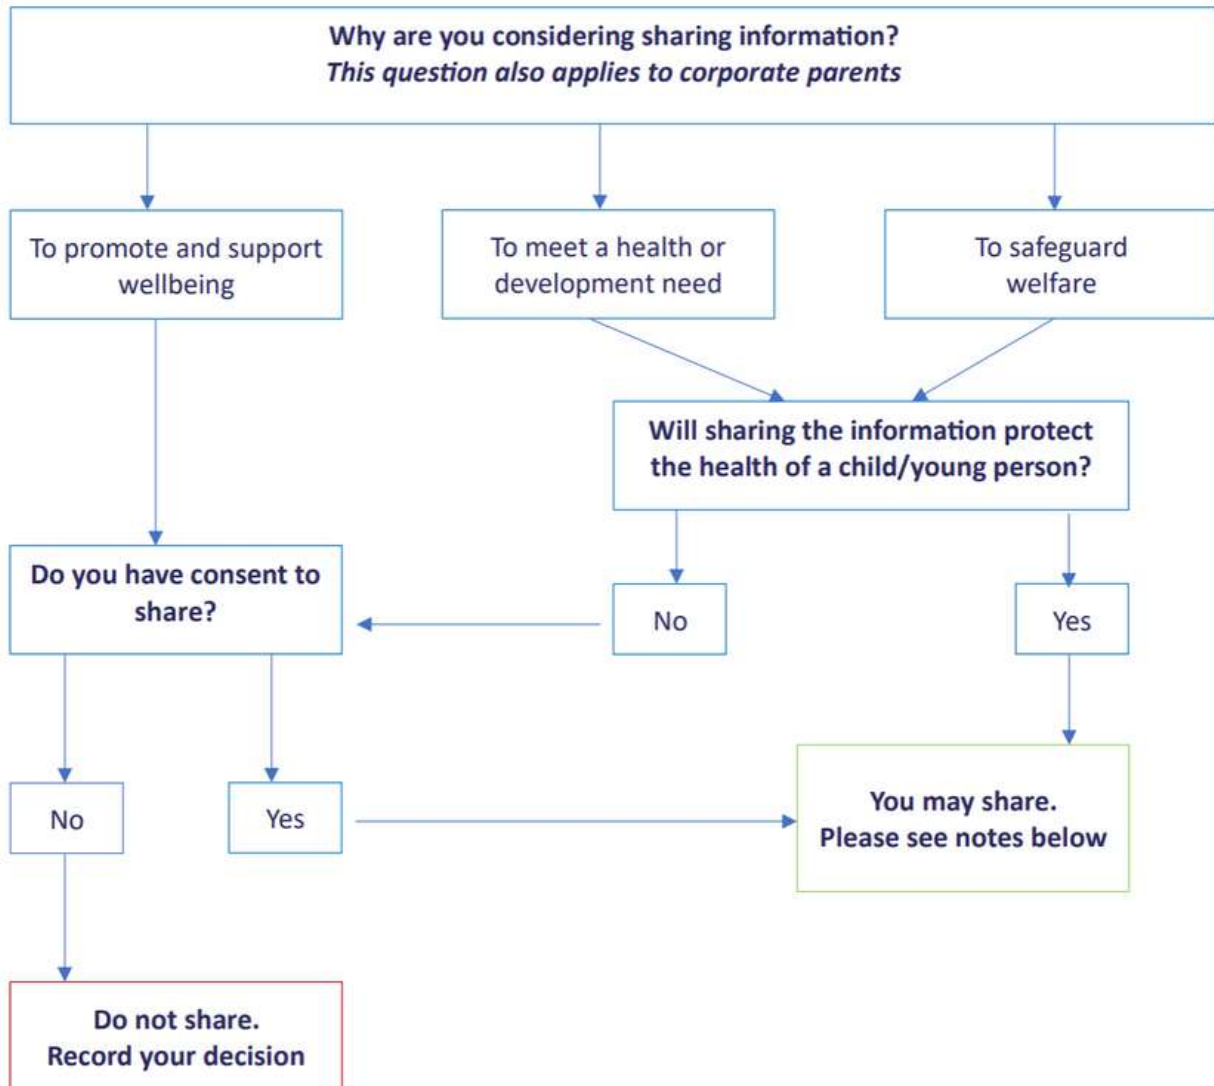 Why are you considering sharing information?
This question also applies to corporate parents
To promote and support
wellbeing
To meet a health or
development need
To safeguard
welfare
Will sharing the information protect
the health of a child/young person?
Do you have consent to
share?
No
Yes
No
Yes
You may share.
Please see notes below
Do not share.
Record your decision